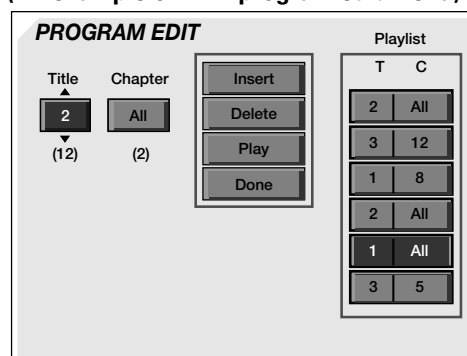 PROGRAM EDIT
Title
Chapter
2
All
(12)
(2)
Insert
Delete
Play
Done
Playlist
T C
2 All
3 12
1 8
2 All
1 All
3 5